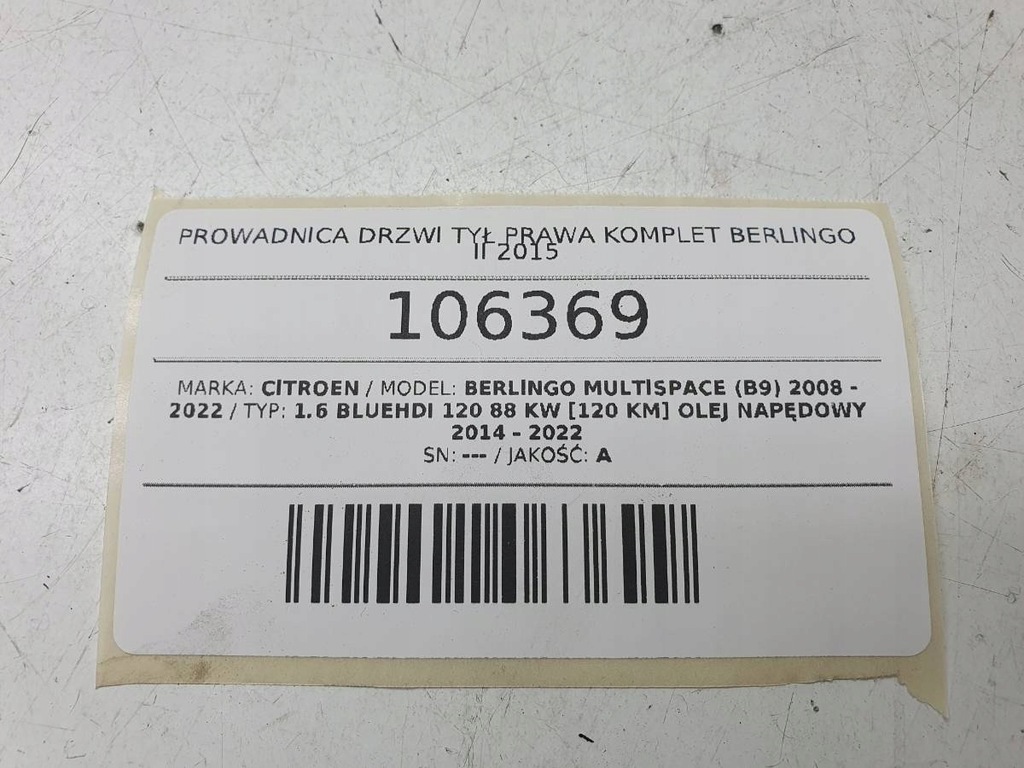 PROWADNICA DRZWI TYŁ PRAWA KOMPLET BERLINGO
II 2015
106369
MARKA: CITROEN / MODEL: BERLINGO MULTISPACE (B9) 2008 -
2022 / TYP: 1.6 BLUEHDI 120 88 KW [120 KM] OLEJ NAPĘDOWY
2014 - 2022
SN: --- / JAKOŚĆ: A